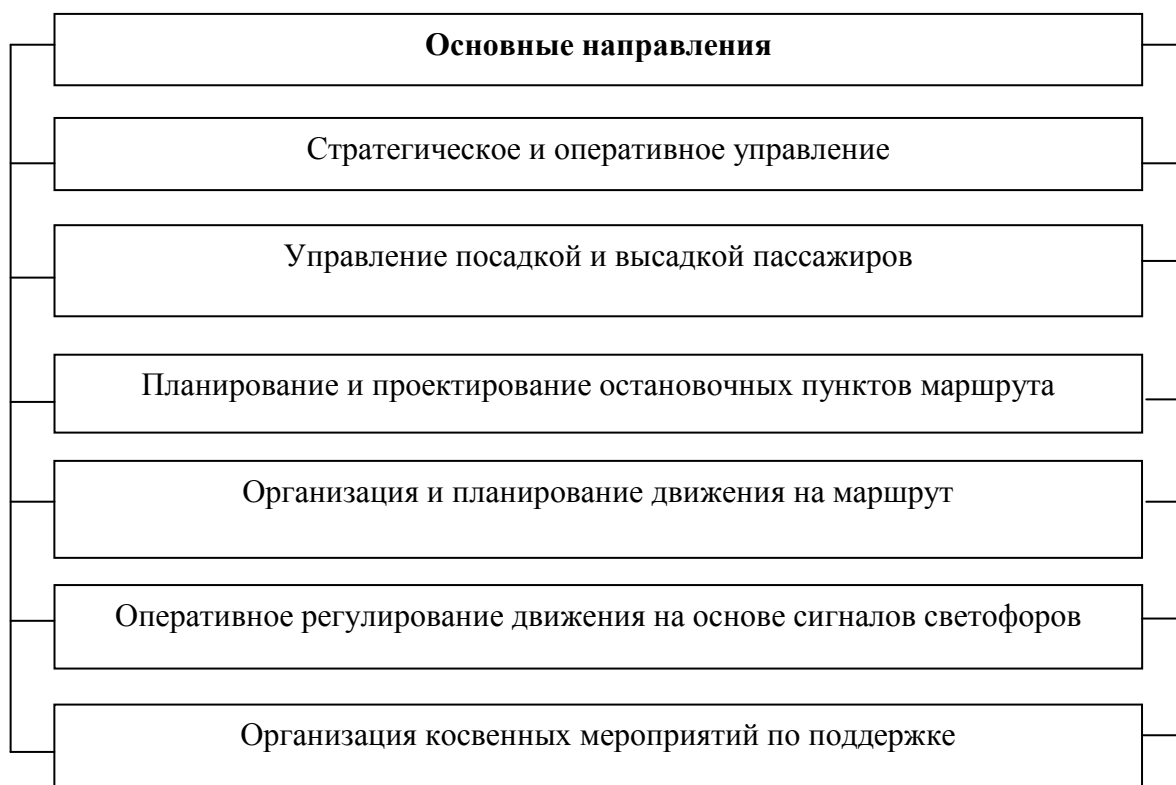 Основные направления
Стратегическое и оперативное управление
Управление посадкой и высадкой пассажиров
Планирование и проектирование остановочных пунктов маршрута
Организация и планирование движения на маршрут
Оперативное регулирование движения на основе сигналов светофоров
Организация косвенных мероприятий по поддержке